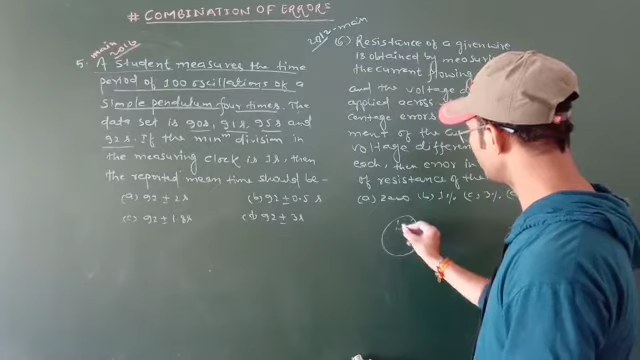 # COMBINATION OF ERRORS
main 2016
5. A Student measures the time
period of 100 oscillations of a
simple pendulum four times. The
data set is 90s, 91s, 95s and
92s. If the minm division in
the measuring clock is 1s, then
the reported mean time should be -
(a) 92 ± 2s (b) 92 ± 0.5 s
(c) 92 ± 1.8s (d) 92 ± 3s
2012-main
(6) Resistance of a given wire
is obtained by measur
the current flowing
and the voltage d
applied across
centage errors
ment of the
voltage differen
each, then error in
of resistance of the
(a) zero (b) 1% (c) 3%